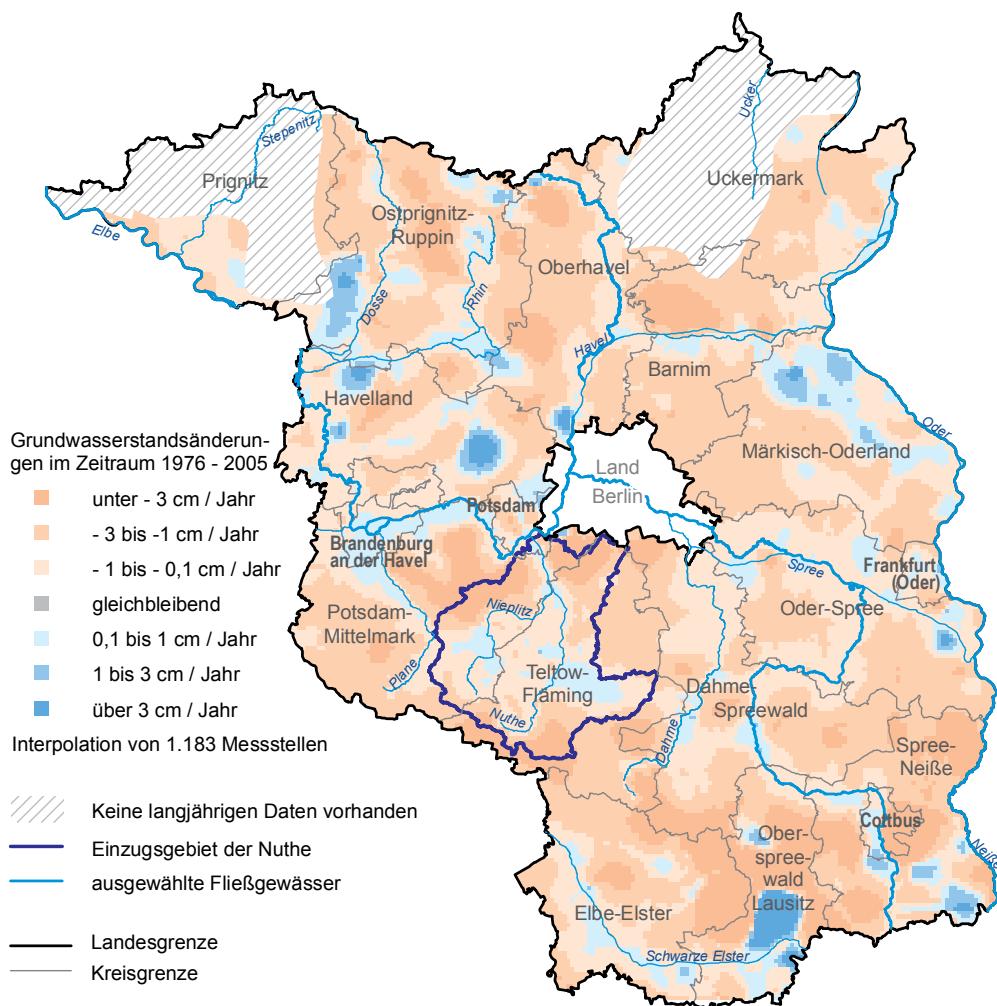 Ucker
Stepenitz
Prignitz
Uckermark
Ostprignitz-
Ruppin
Elbe
Oberhavel
Rhin
Dosse
Havel
Barnim
Havelland
Oder
Märkisch-Oderland
Land
Berlin
Potsdam
Brandenburg
an der Havel
Spree
Frankfurt
(Oder)
Nieplitz
Oder-Spree
Potsdam-
Mittelmark
Plane
Teltow-
Fläming
Dahme-
Spreewald
Nuthe
Dahme
Spree-
Neiße
Cottbus
Ober-
spree-
wald
Lausitz
Neiße
Elbe-Elster
Schwarze Elster
Grundwasserstandsänderun-
gen im Zeitraum 1976 - 2005
unter - 3 cm / Jahr
- 3 bis -1 cm / Jahr
- 1 bis - 0,1 cm / Jahr
gleichbleibend
0,1 bis 1 cm / Jahr
1 bis 3 cm / Jahr
über 3 cm / Jahr
Interpolation von 1.183 Messstellen
Keine langjährigen Daten vorhanden
Einzugsgebiet der Nuthe
ausgewählte Fließgewässer
Landesgrenze
Kreisgrenze